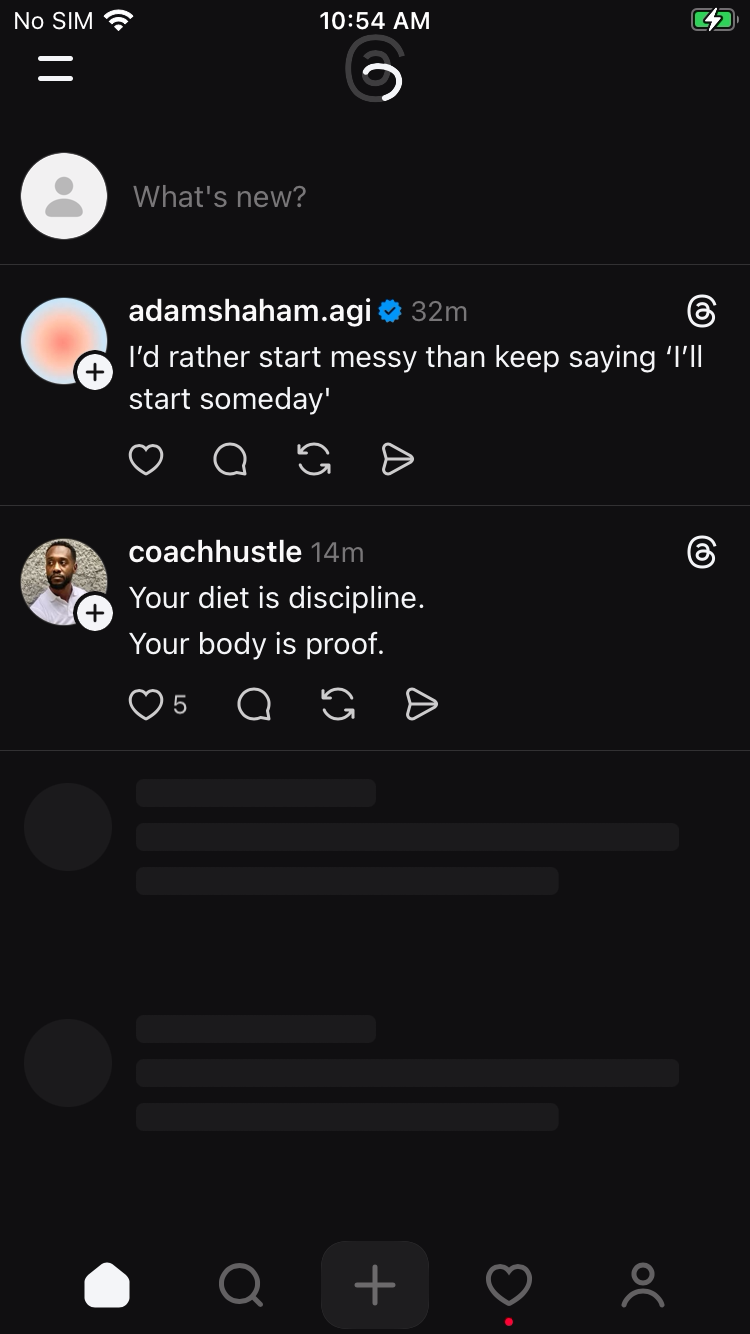 No SIM 10:54 AM
What's new?
adamshaham.agi 32m
I’d rather start messy than keep saying ‘I’ll
start someday'
coachhustle 14m
Your diet is discipline.
Your body is proof.
5